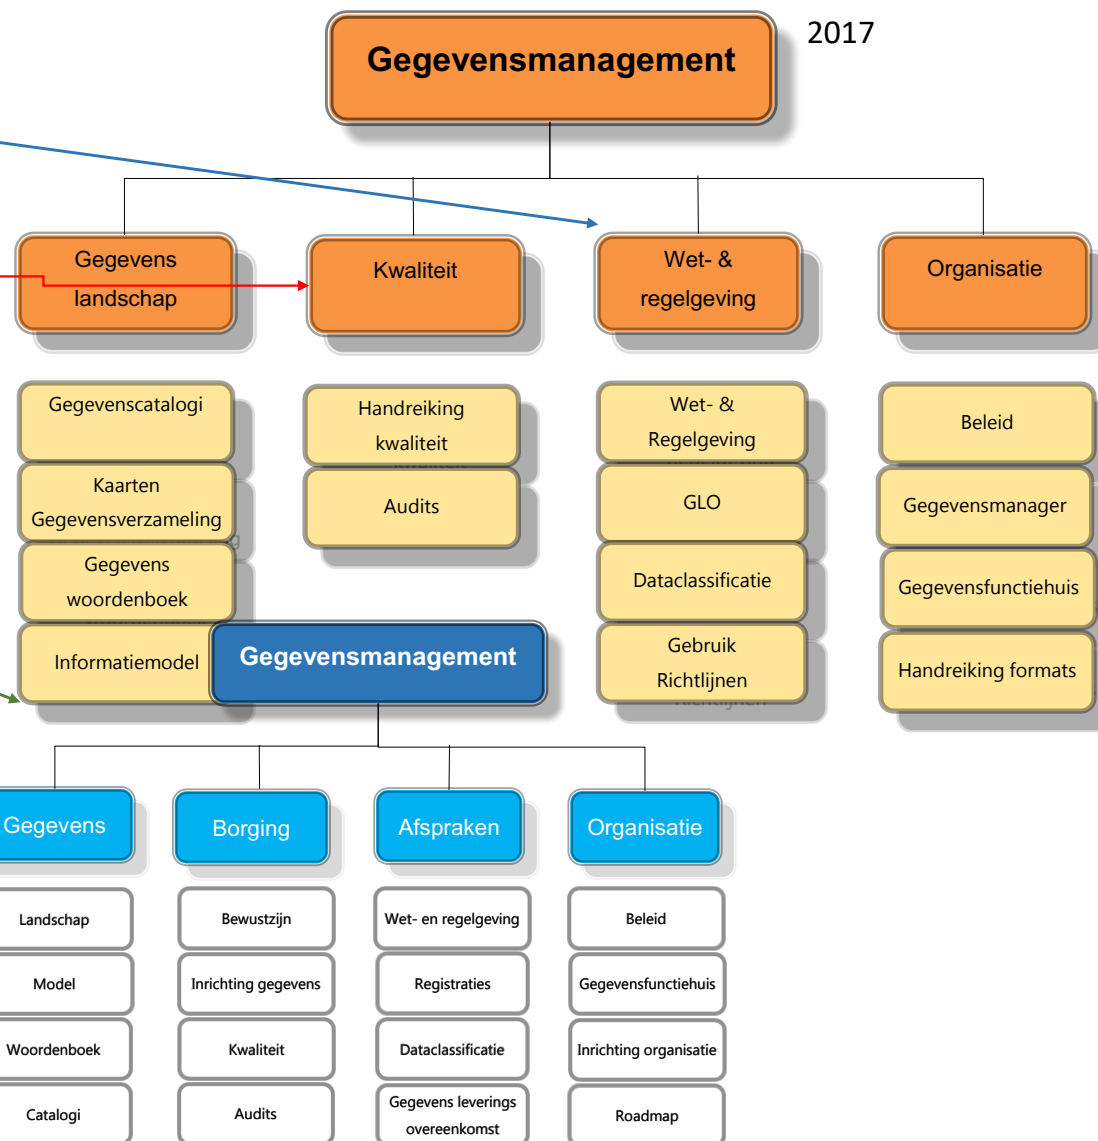 Gegevensmanagement
2017
Gegevens
landschap
Kwaliteit
Wet- &
regelgeving
Organisatie
Gegevenscatalogi
Kaarten
Gegevensverzameling
Gegevens
woordenboek
Informatiemodel
Handreiking
kwaliteit
Audits
Wet- &
Regelgeving
GLO
Dataclassificatie
Gebruik
Richtlijnen
Beleid
Gegevensmanager
Gegevensfunctiehuis
Handreiking formats
Gegevensmanagement
Gegevens
Borging
Afspraken
Organisatie
Landschap
Model
Woordenboek
Catalogi
Bewustzijn
Inrichting gegevens
Kwaliteit
Audits
Wet- en regelgeving
Registraties
Dataclassificatie
Gegevens leverings
overeenkomst
Beleid
Gegevensfunctiehuis
Inrichting organisatie
Roadmap